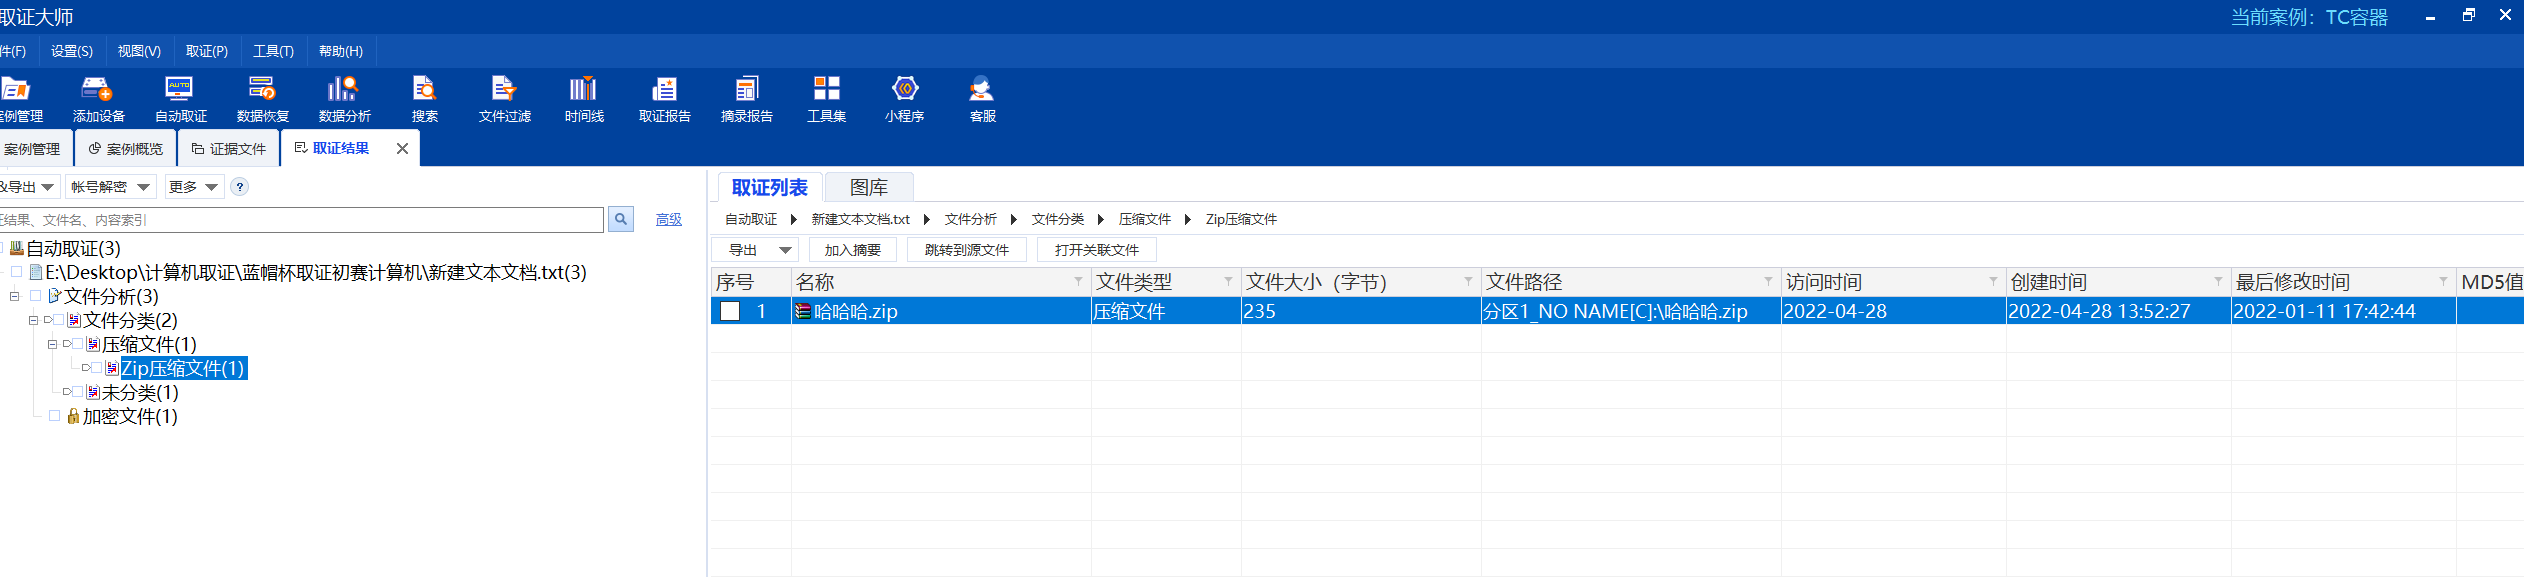 取证大师
当前案例：TC容器
件(F) 设置(S) 视图(V) 取证(P) 工具(T) 帮助(H)
案例管理 添加设备 自动取证 数据恢复 数据分析 搜索 文件过滤 时间线 取证报告 摘录报告 工具集 小程序 客服
AUTO
案例管理 案例概览 证据文件 取证结果
&导出 帐号解密 更多 ?
证结果、文件名、内容索引 高级
自动取证(3)
E:\Desktop\计算机取证\蓝帽杯取证初赛计算机\新建文本文档.txt(3)
文件分析(3)
文件分类(2)
压缩文件(1)
Zip压缩文件(1)
未分类(1)
加密文件(1)
取证列表 图库
自动取证 新建文本文档.txt 文件分析 文件分类 压缩文件 Zip压缩文件
导出 加入摘要 跳转到源文件 打开关联文件
序号 名称 文件类型 文件大小（字节） 文件路径 访问时间 创建时间 最后修改时间 MD5值
1 哈哈哈.zip 压缩文件 235 分区1_NO NAME[C]:\哈哈哈.zip 2022-04-28 2022-04-28 13:52:27 2022-01-11 17:42:44